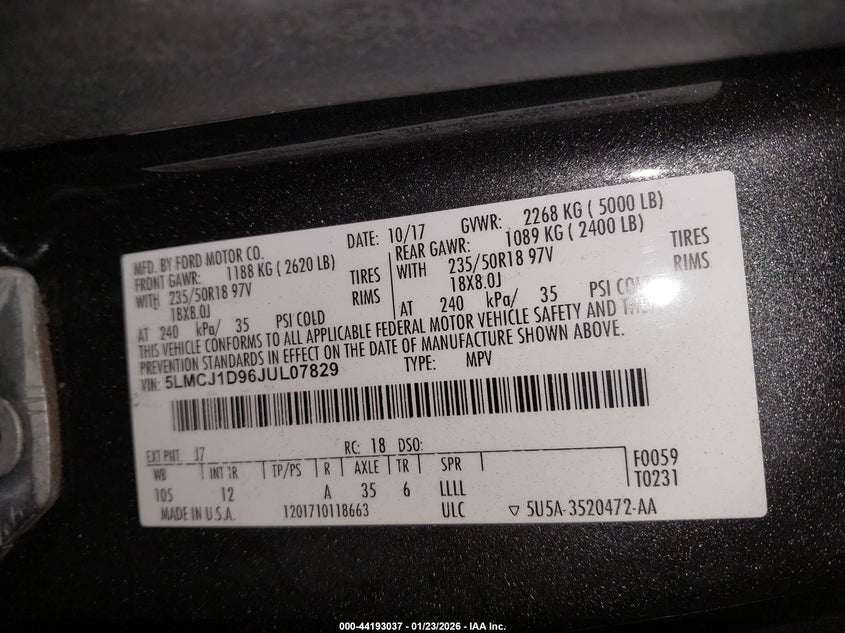 MFD. BY FORD MOTOR CO. DATE: 10/17 GVWR: 2268 KG ( 5000 LB)
FRONT GAWR: 1188 KG ( 2620 LB) REAR GAWR: 1089 KG ( 2400 LB)
WITH 235/50R18 97V TIRES WITH 235/50R18 97V TIRES
18X8.0J RIMS 18X8.0J RIMS
AT 240 kPa/ 35 PSI COLD AT 240 kPa/ 35 PSI
THIS VEHICLE CONFORMS TO ALL APPLICABLE FEDERAL MOTOR VEHICLE SAFETY AND
PREVENTION STANDARDS IN EFFECT ON THE DATE OF MANUFACTURE SHOWN ABOVE.
VIN: 5LMCJ1D96JUL07829 TYPE: MPV
EXT PNT: J7 RC: 18 DSO:
WB INT TR TP/PS R AXLE TR SPR F0059
105 12 A 35 6 LLLL T0231
MADE IN U.S.A. 1201710118663 ULC ▽ 5U5A-3520472-AA
000-44193037 - 01/23/2026 - IAA Inc.